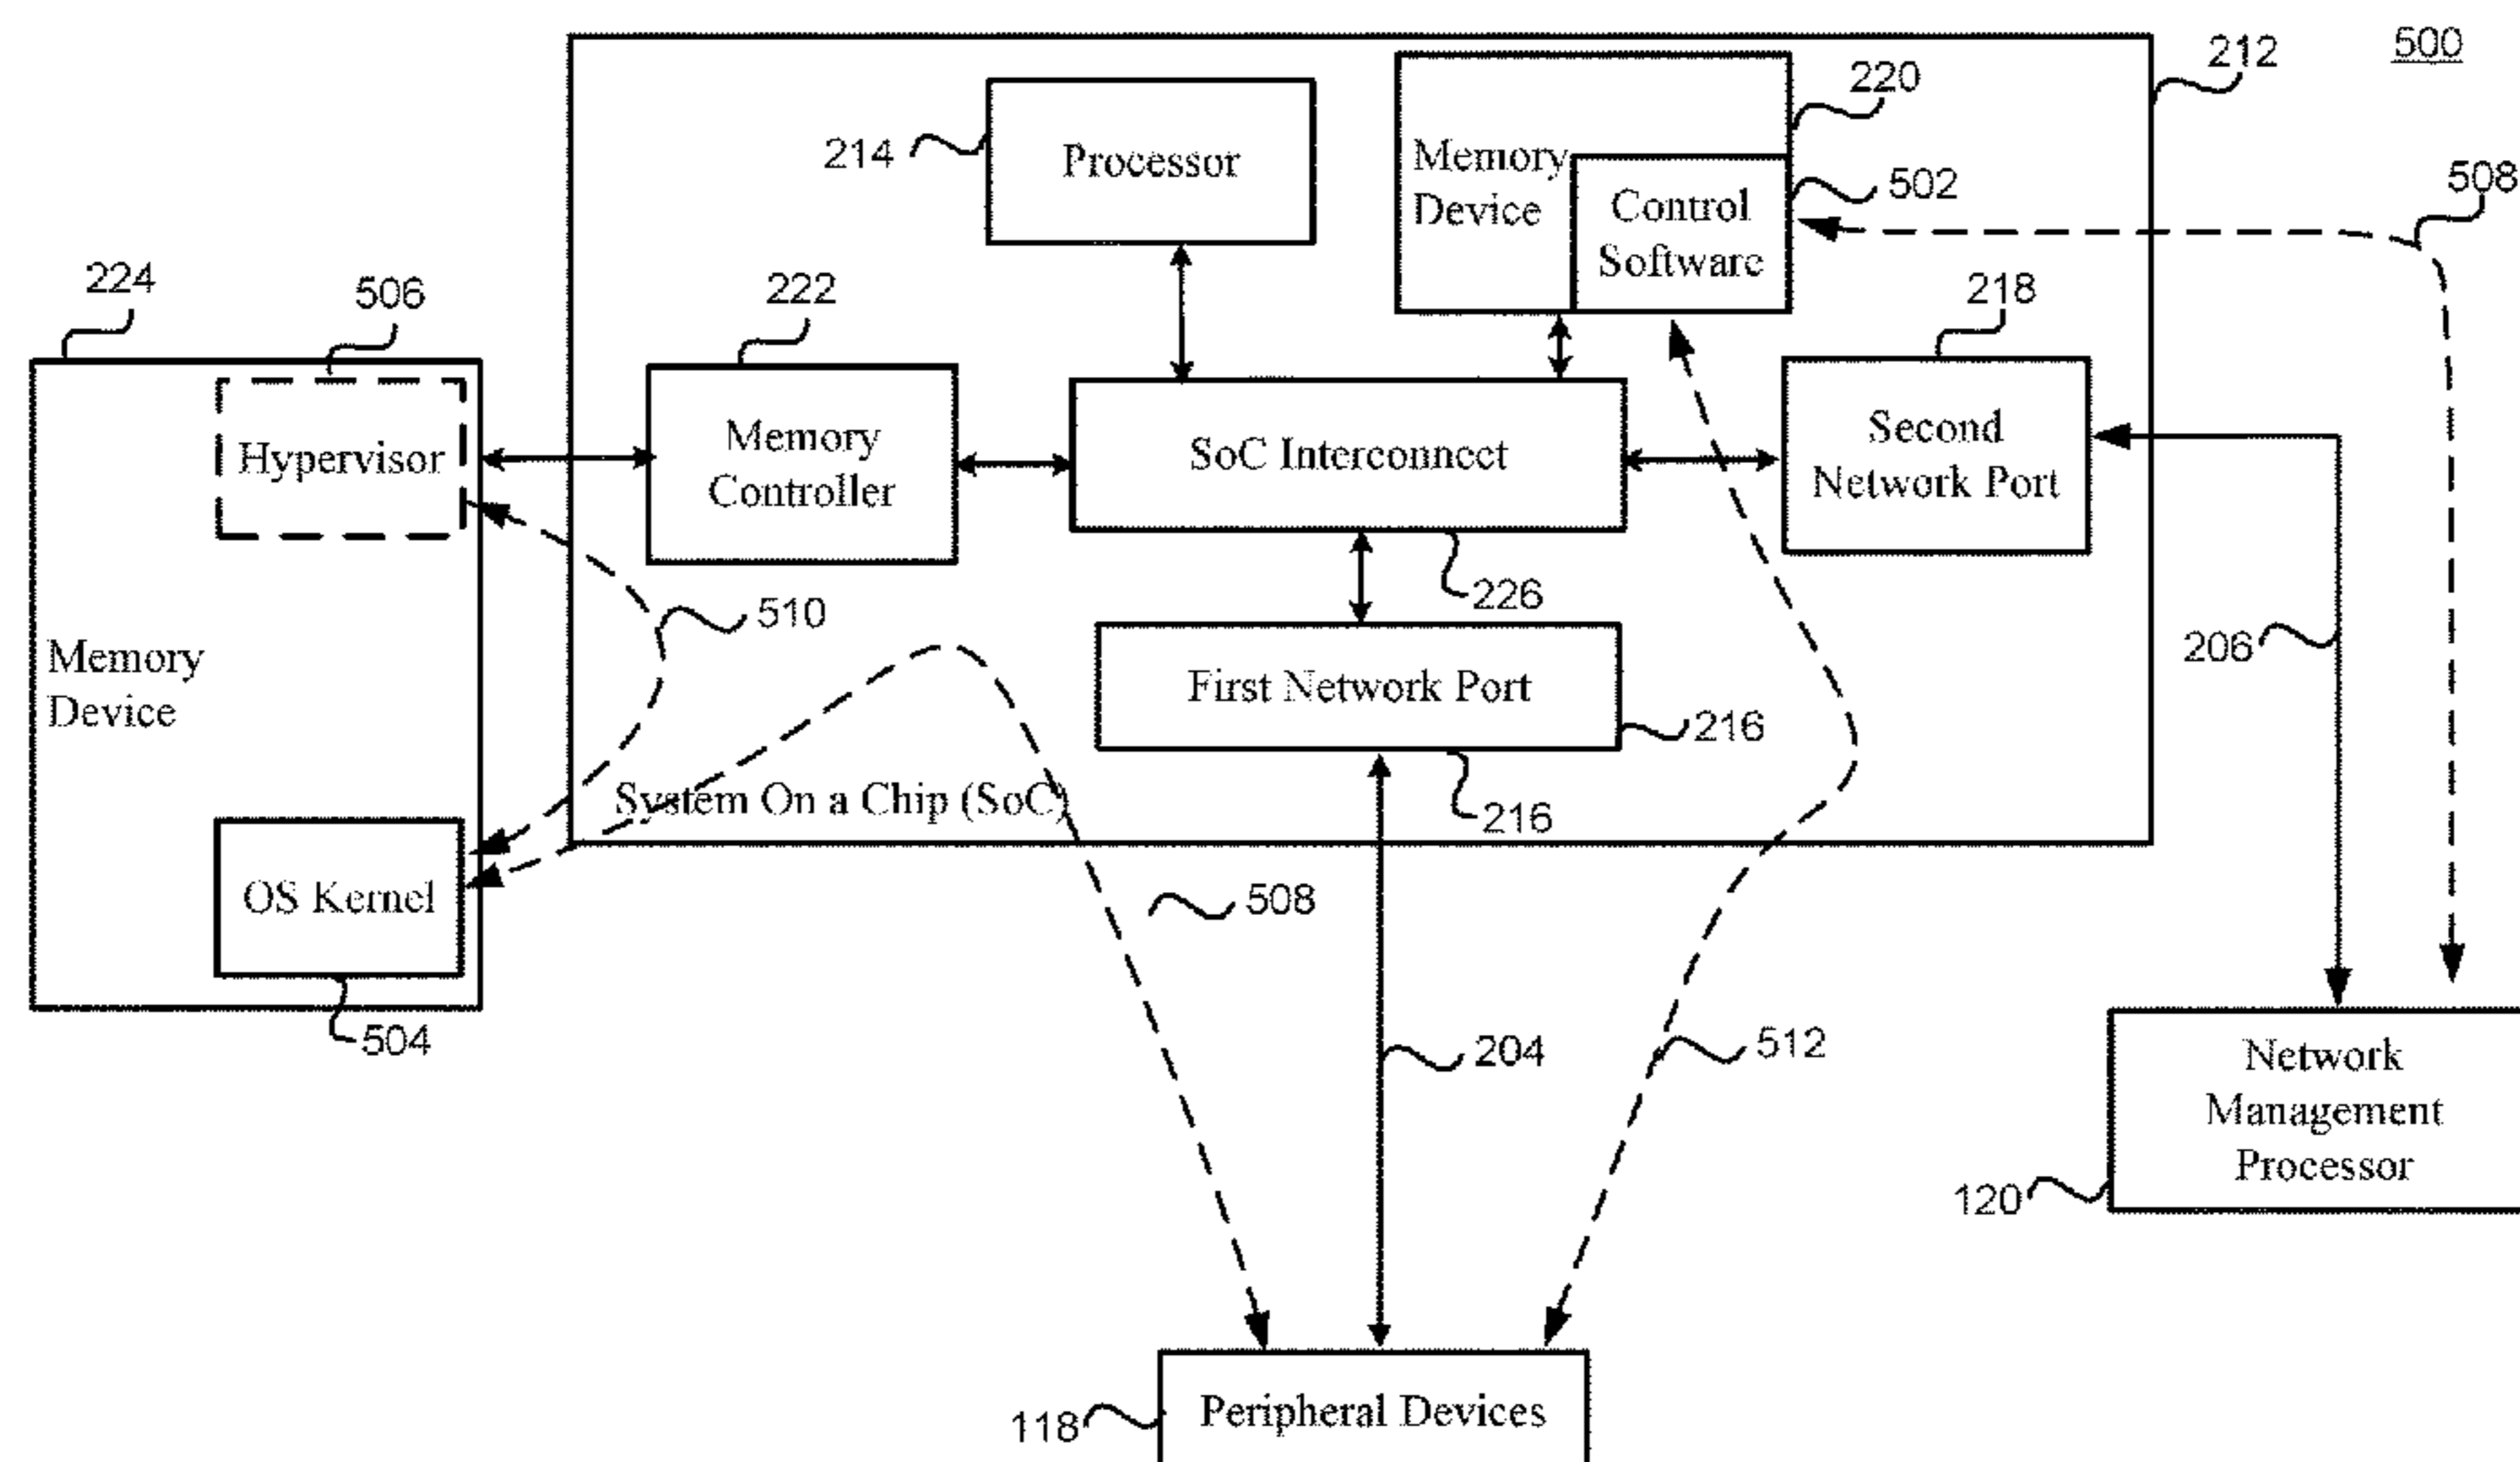 500
212
220
214
Processor
Memory
Device
Control
Software
502
508
224
506
222
218
Hypervisor
Memory
Controller
SoC Interconnect
Second
Network Port
510
226
206
Memory
Device
First Network Port
216
System On a Chip (SoC)
216
OS Kernel
508
504
204
512
Network
Management
Processor
120
118
Peripheral Devices